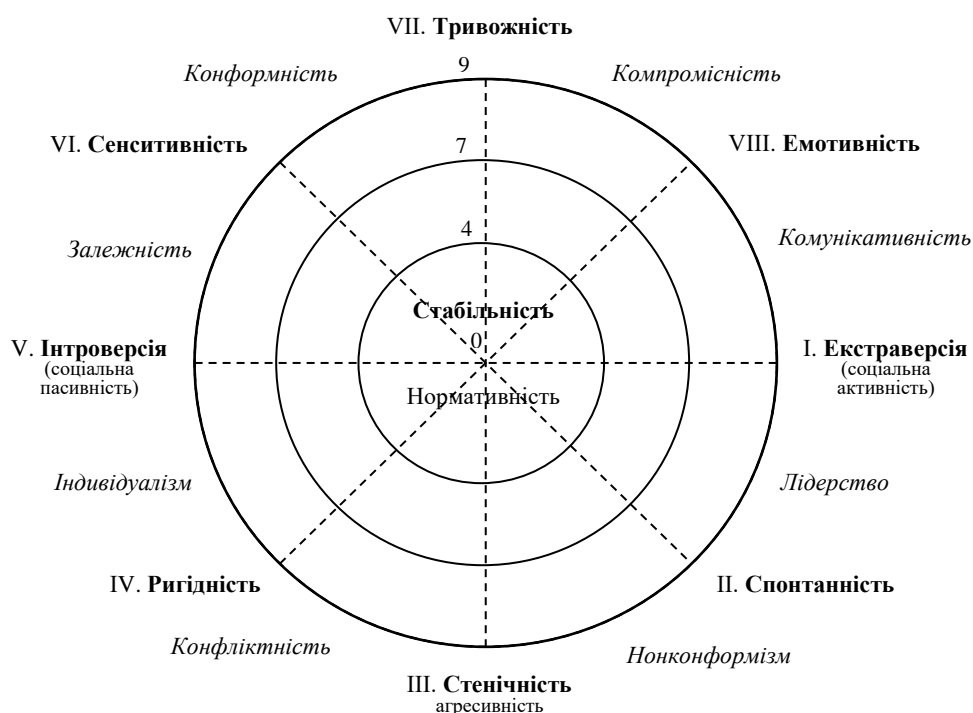 VII. Тривожність
9
Конформність
Компромісність
7
VI. Сенситивність
VIII. Емотивність
4
Залежність
Комунікативність
Стабільність
0
V. Інтроверсія
(соціальна
пасивність)
I. Екстраверсія
(соціальна
активність)
Нормативність
Індивідуалізм
Лідерство
IV. Ригідність
II. Спонтанність
Конфліктність
Нонконформізм
III. Стенічність
агресивність